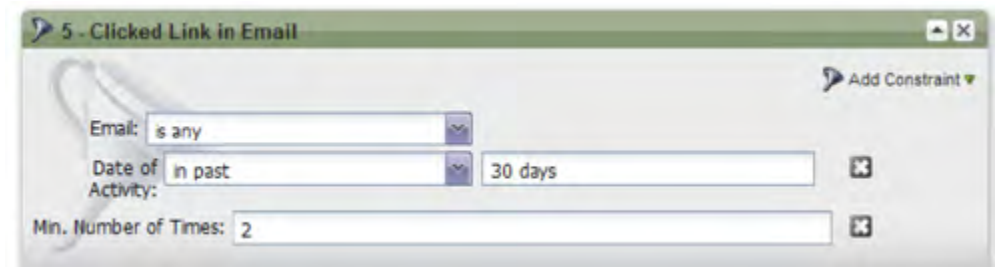 5 - Clicked Link in Email
Add Constraint
Email: is any
Date of Activity: in past 30 days
Min. Number of Times: 2